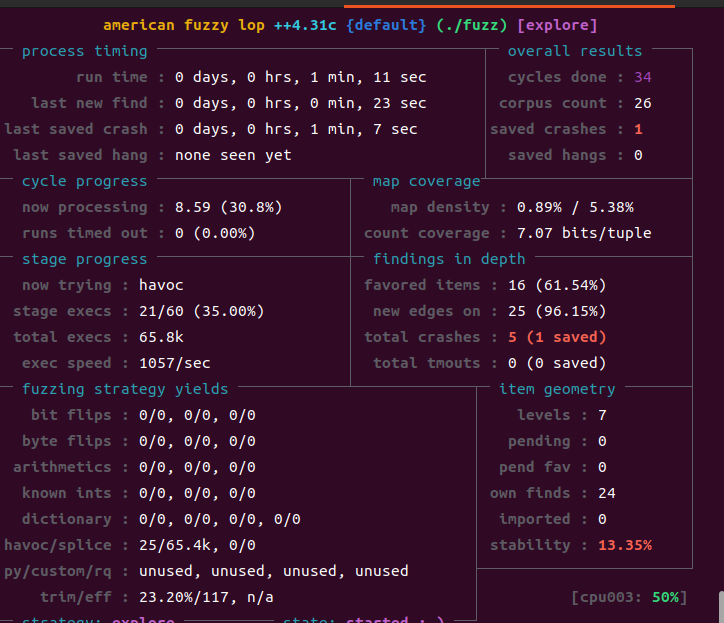 american fuzzy lop ++4.31c {default} (./fuzz) [explore]
process timing
overall results
run time : 0 days, 0 hrs, 1 min, 11 sec
cycles done : 34
last new find : 0 days, 0 hrs, 0 min, 23 sec
corpus count : 26
last saved crash : 0 days, 0 hrs, 1 min, 7 sec
saved crashes : 1
last saved hang : none seen yet
saved hangs : 0
cycle progress
map coverage
now processing : 8.59 (30.8%)
map density : 0.89% / 5.38%
runs timed out : 0 (0.00%)
count coverage : 7.07 bits/tuple
stage progress
findings in depth
now trying : havoc
favored items : 16 (61.54%)
stage execs : 21/60 (35.00%)
new edges on : 25 (96.15%)
total execs : 65.8k
total crashes : 5 (1 saved)
exec speed : 1057/sec
total tmouts : 0 (0 saved)
fuzzing strategy yields
item geometry
bit flips : 0/0, 0/0, 0/0
levels : 7
byte flips : 0/0, 0/0, 0/0
pending : 0
arithmetics : 0/0, 0/0, 0/0
pend fav : 0
known ints : 0/0, 0/0, 0/0
own finds : 24
dictionary : 0/0, 0/0, 0/0, 0/0
imported : 0
havoc/splice : 25/65.4k, 0/0
stability : 13.35%
py/custom/rq : unused, unused, unused, unused
trim/eff : 23.20%/117, n/a
[cpu003: 50%]
strategy: explore
state: started :-)